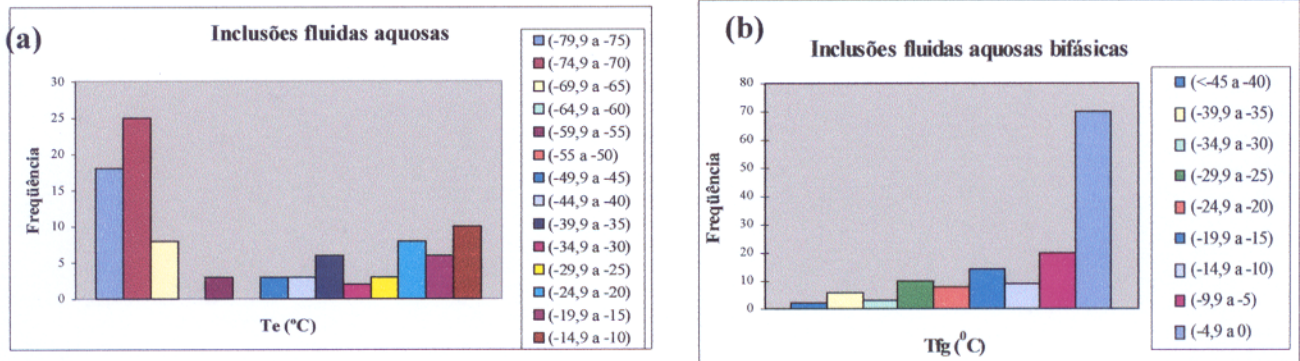 (a)
Inclusões fluidas aquosas
30
25
20
15
10
5
0
Freqüência
Te (ºC)
(-79,9 a -75)
(-74,9 a -70)
(-69,9 a -65)
(-64,9 a -60)
(-59,9 a -55)
(-55 a -50)
(-49,9 a -45)
(-44,9 a -40)
(-39,9 a -35)
(-34,9 a -30)
(-29,9 a -25)
(-24,9 a -20)
(-19,9 a -15)
(-14,9 a -10)
(b)
Inclusões fluidas aquosas bifásicas
80
70
60
50
40
30
20
10
0
Freqüência
Tfg (⁰C)
(<-45 a -40)
(-39,9 a -35)
(-34,9 a -30)
(-29,9 a -25)
(-24,9 a -20)
(-19,9 a -15)
(-14,9 a -10)
(-9,9 a -5)
(-4,9 a 0)